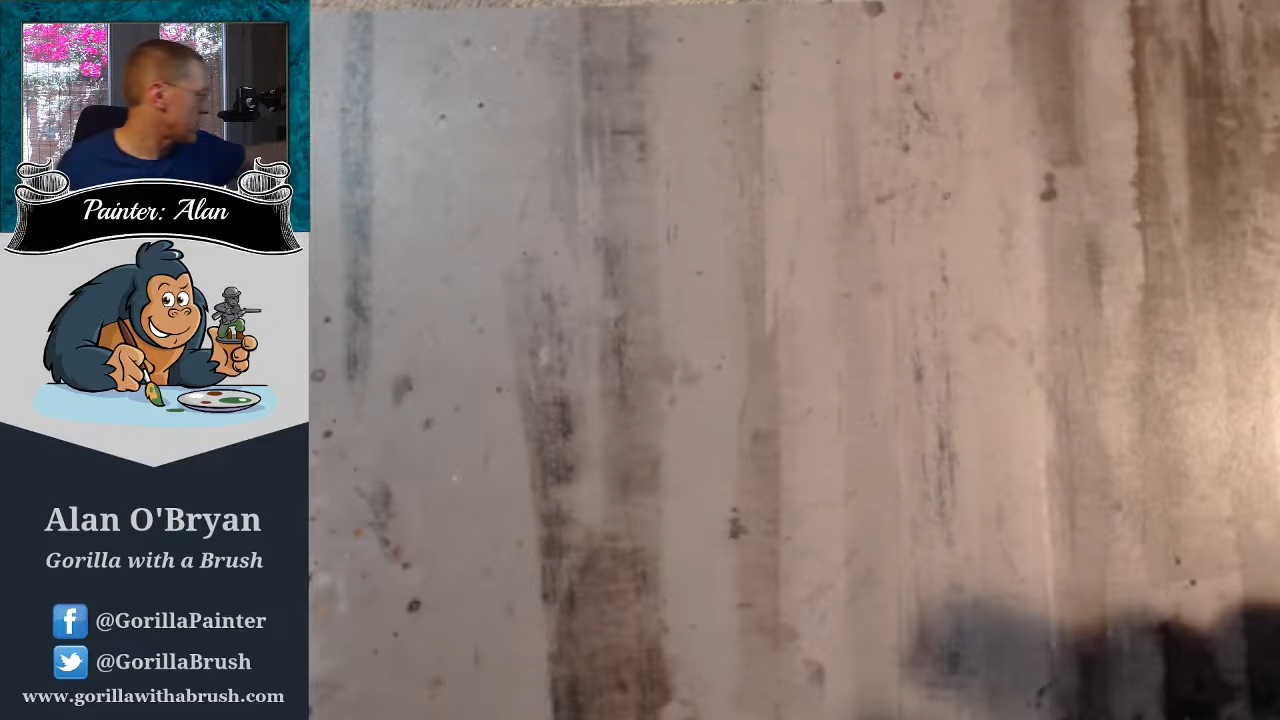 Painter: Alan
Alan O'Bryan
Gorilla with a Brush
@GorillaPainter
@GorillaBrush
www.gorillawithabrush.com